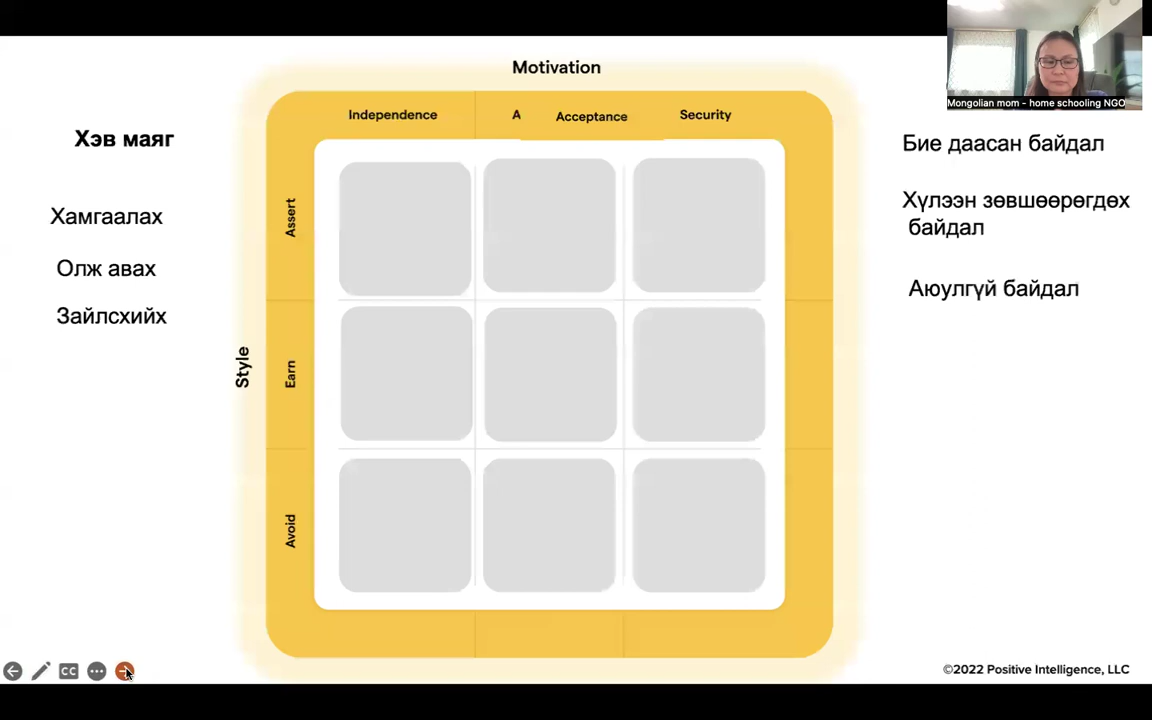 Motivation
Mongolian mom - home schooling NGO
Independence
A
Acceptance
Security
Хэв маяг
Хамгаалах
Олж авах
Зайлсхийх
Style
Assert
Earn
Avoid
Бие даасан байдал
Хүлээн зөвшөөрөгдөх
байдал
Аюулгүй байдал
CC
©2022 Positive Intelligence, LLC